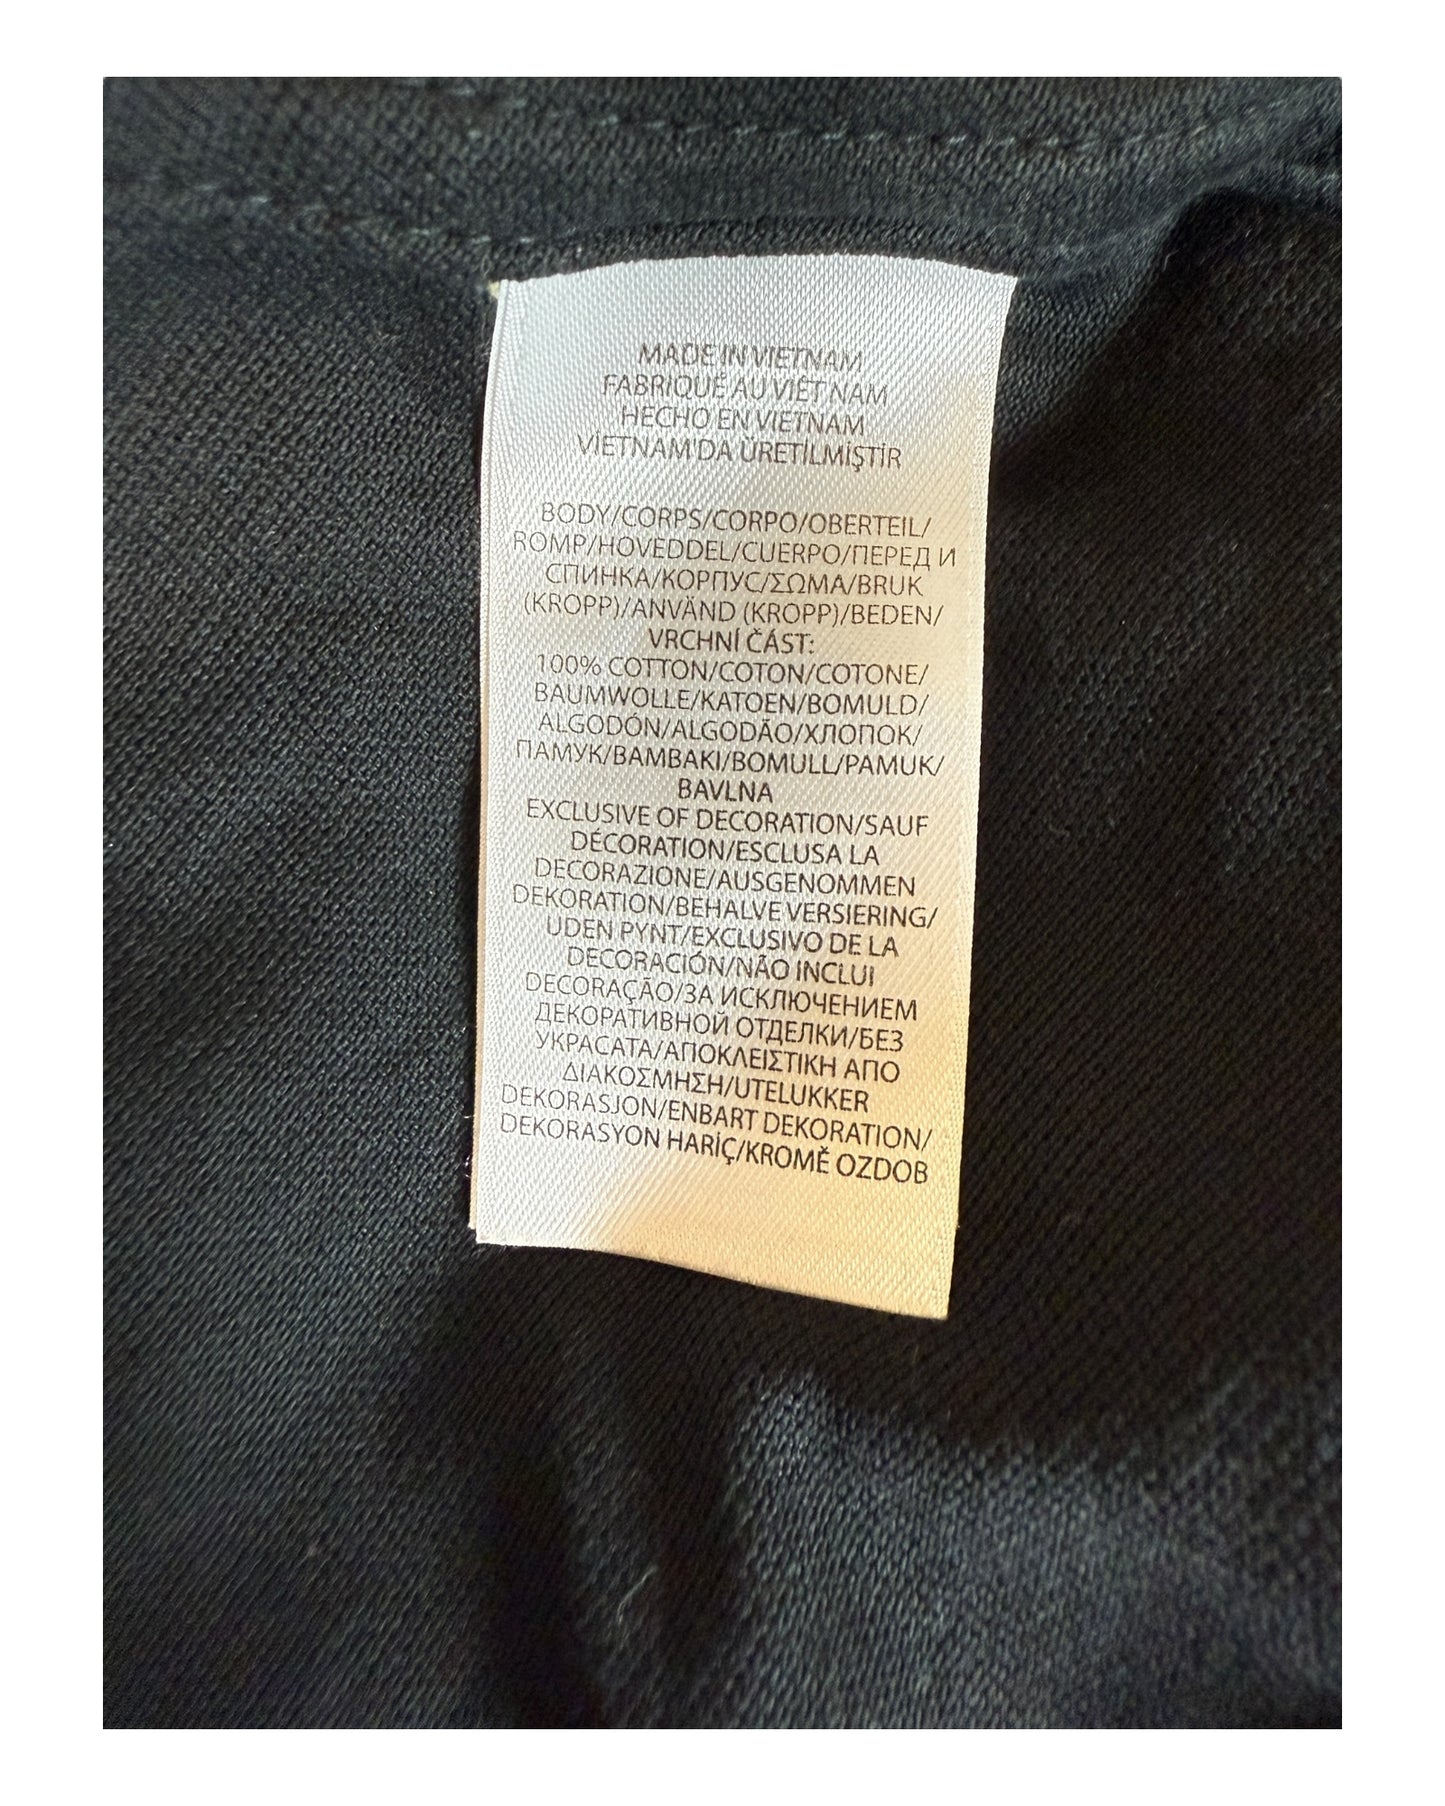 MADE IN VIETNAM
FABRIQUÉ AU VIÊT NAM
HECHO EN VIETNAM
VİETNAM'DA ÜRETİLMİŞTİR
BODY/CORPS/CORPO/OBERTEIL/
ROMP/HOVEDDEL/CUERPO/ПЕРЕД И
СПИНКА/КОРПУС/ΣΩΜΑ/BRUK
(KROPP)/ANVÄND (KROPP)/BEDEN/
VRCHNÍ ČÁST:
100% COTTON/COTON/COTONE/
BAUMWOLLE/KATOEN/BOMULD/
ALGODÓN/ALGODÃO/ХЛОПОК/
ПАМУК/ΒΑΜΒΑΚΙ/BOMULL/PAMUK/
BAVLNA
EXCLUSIVE OF DECORATION/SAUF
DÉCORATION/ESCLUSA LA
DECORAZIONE/AUSGENOMMEN
DEKORATION/BEHALVE VERSIERING/
UDEN PYNT/EXCLUSIVO DE LA
DECORACIÓN/NÃO INCLUI
DECORAÇÃO/ЗА ИСКЛЮЧЕНИЕМ
ДЕКОРАТИВНОЙ ОТДЕЛКИ/БЕЗ
УКРАСАТА/ΑΠΟΚΛΕΙΣΤΙΚΗ ΑΠΟ
ΔΙΑΚΟΣΜΗΣΗ/UTELUKKER
DEKORASJON/ENBART DEKORATION/
DEKORASYON HARİÇ/KROMĚ OZDOB